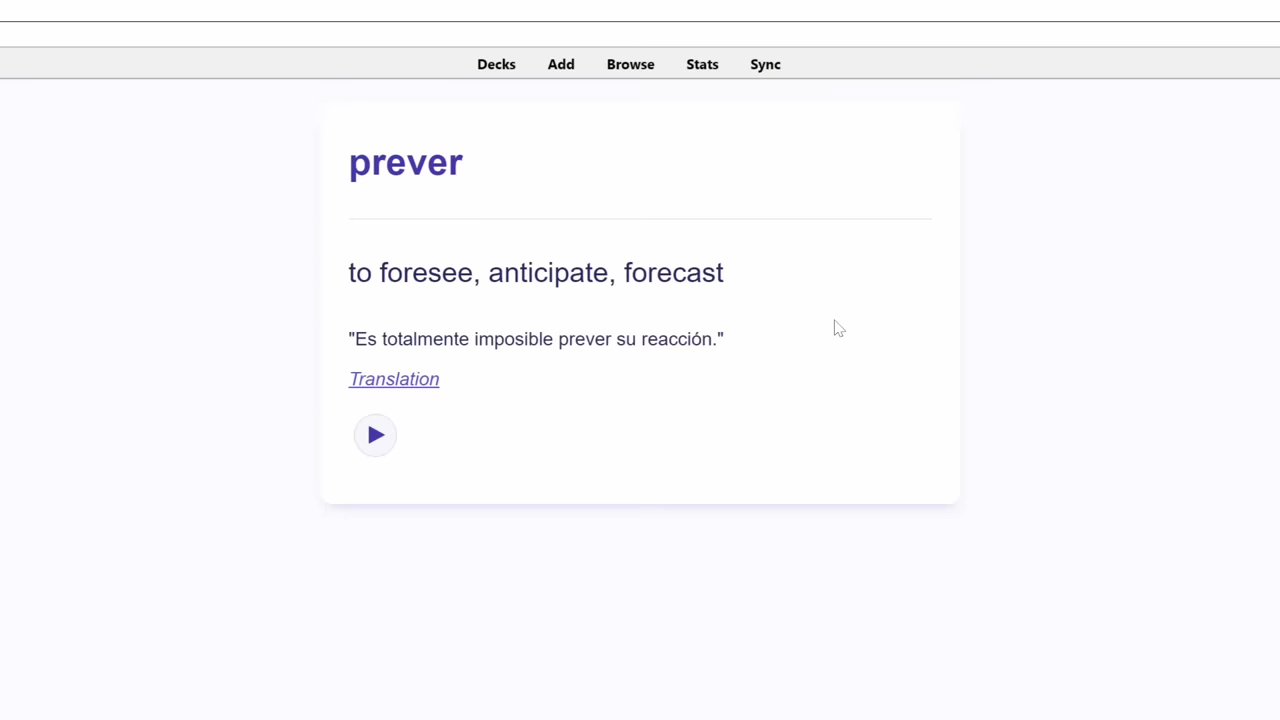 Decks Add Browse Stats Sync
prever
to foresee, anticipate, forecast
"Es totalmente imposible prever su reacción."
Translation